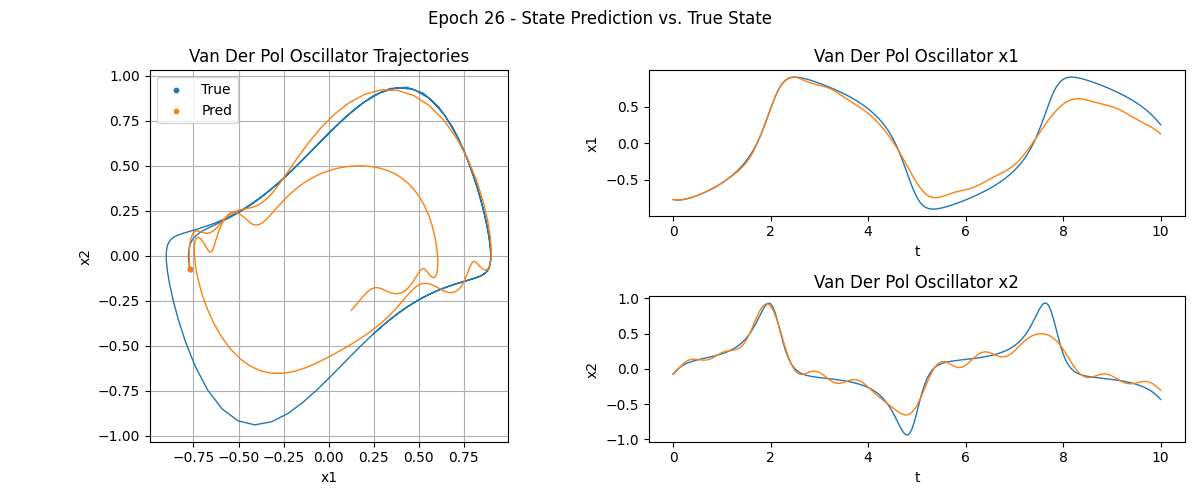 Epoch 26 - State Prediction vs. True State
Van Der Pol Oscillator Trajectories
True
Pred
1.00
0.75
0.50
0.25
0.00
−0.25
−0.50
−0.75
−1.00
x2
−0.75 −0.50 −0.25 0.00 0.25 0.50 0.75
x1
Van Der Pol Oscillator x1
0.5
0.0
−0.5
x1
0 2 4 6 8 10
t
Van Der Pol Oscillator x2
1.0
0.5
0.0
−0.5
−1.0
x2
0 2 4 6 8 10
t